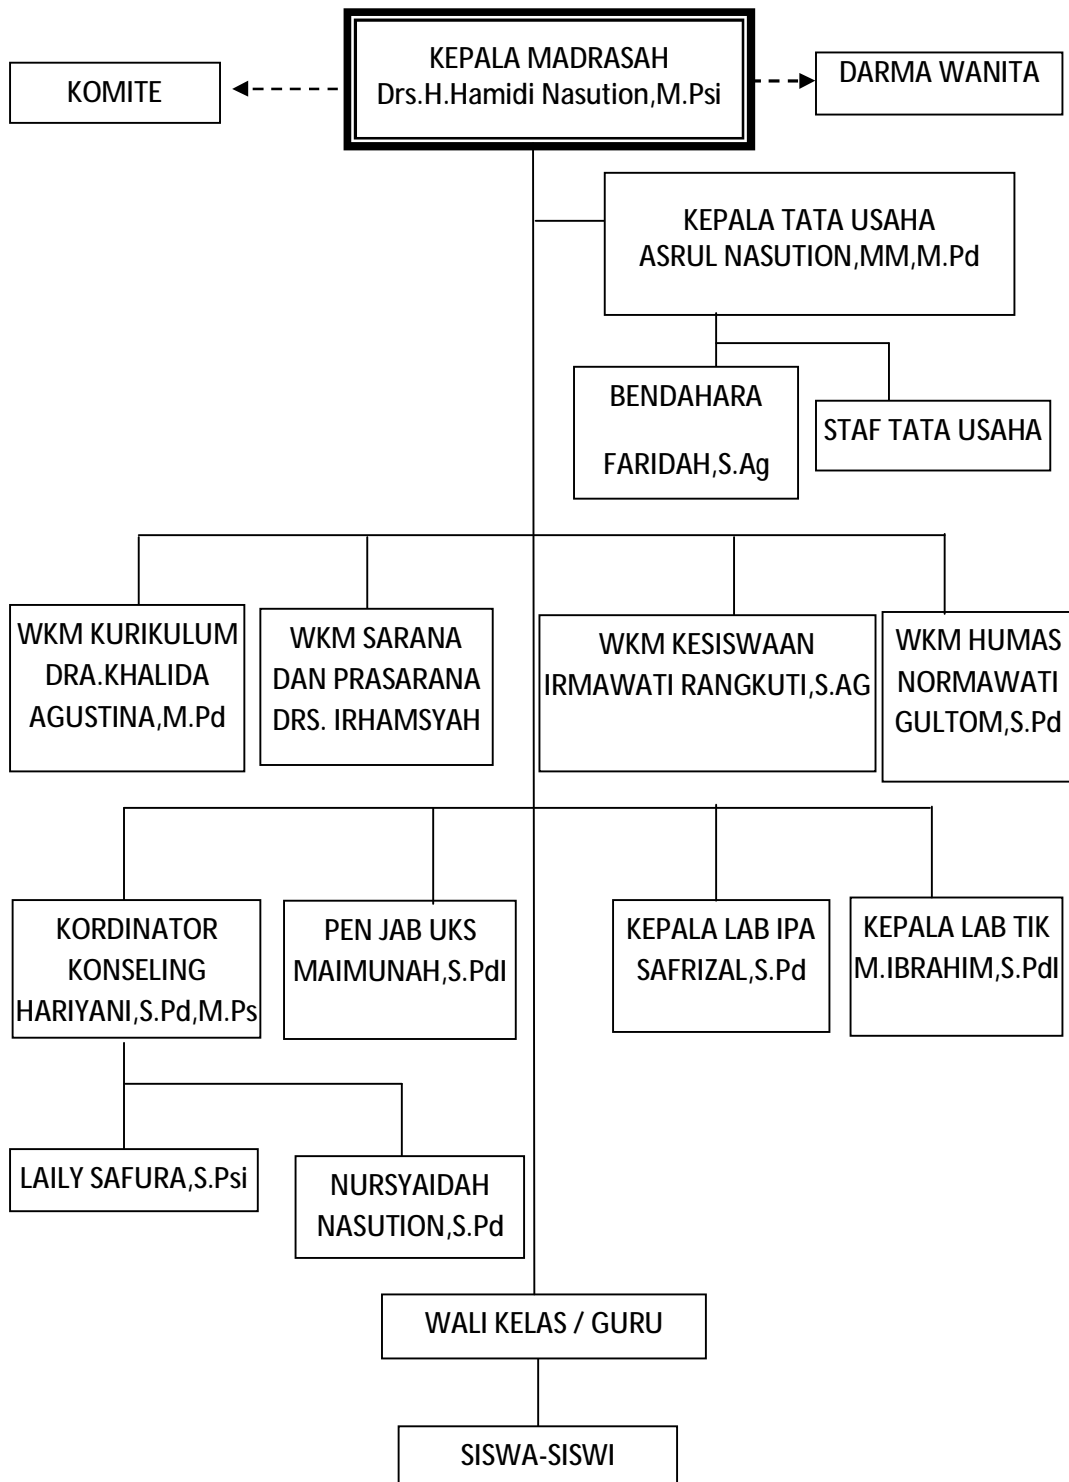 KEPALA MADRASAH
Drs.H.Hamidi Nasution,M.Psi
KOMITE
DARMA WANITA
KEPALA TATA USAHA
ASRUL NASUTION,MM,M.Pd
BENDAHARA
FARIDAH,S.Ag
STAF TATA USAHA
WKM KURIKULUM
DRA.KHALIDA
AGUSTINA,M.Pd
WKM SARANA
DAN PRASARANA
DRS. IRHAMSYAH
WKM KESISWAAN
IRMAWATI RANGKUTI,S.AG
WKM HUMAS
NORMAWATI
GULTOM,S.Pd
KORDINATOR
KONSELING
HARIYANI,S.Pd,M.Ps
PEN JAB UKS
MAIMUNAH,S.PdI
KEPALA LAB IPA
SAFRIZAL,S.Pd
KEPALA LAB TIK
M.IBRAHIM,S.PdI
LAILY SAFURA,S.Psi
NURSYAIDAH
NASUTION,S.Pd
WALI KELAS / GURU
SISWA-SISWI